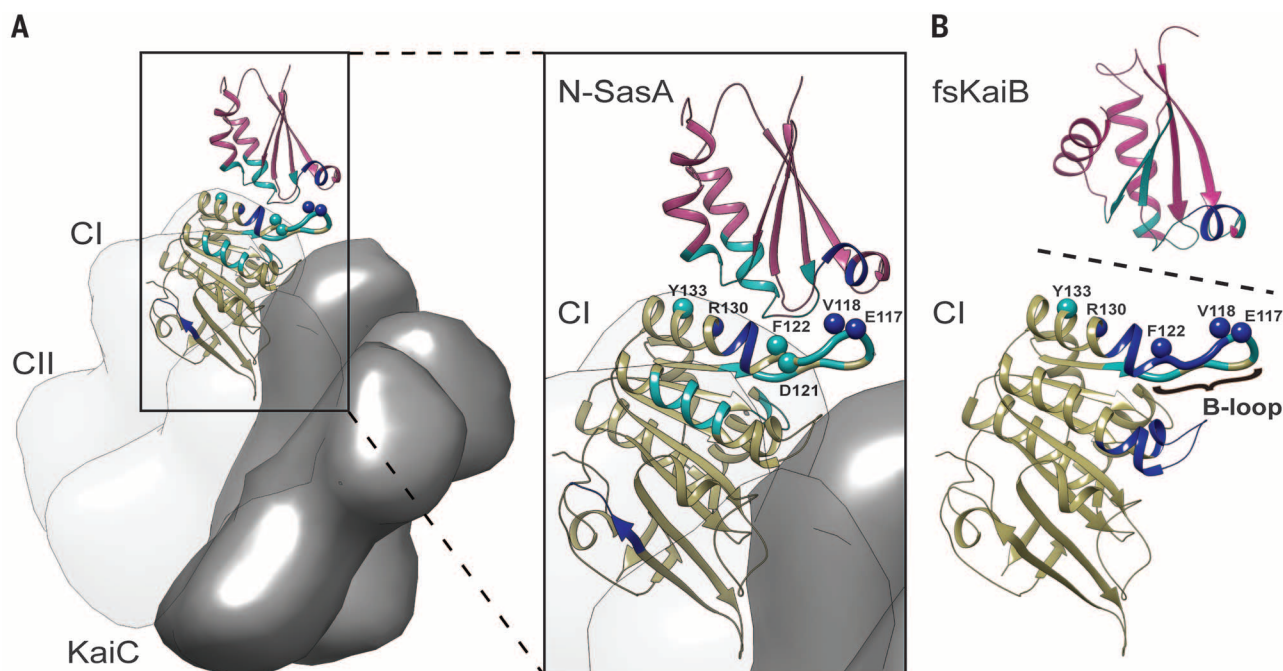 A
CI
CII
KaiC
N-SasA
Y133
R130
V118
F122
E117
CI
D121
B
fsKaiB
CI
Y133
R130
V118
F122
E117
B-loop